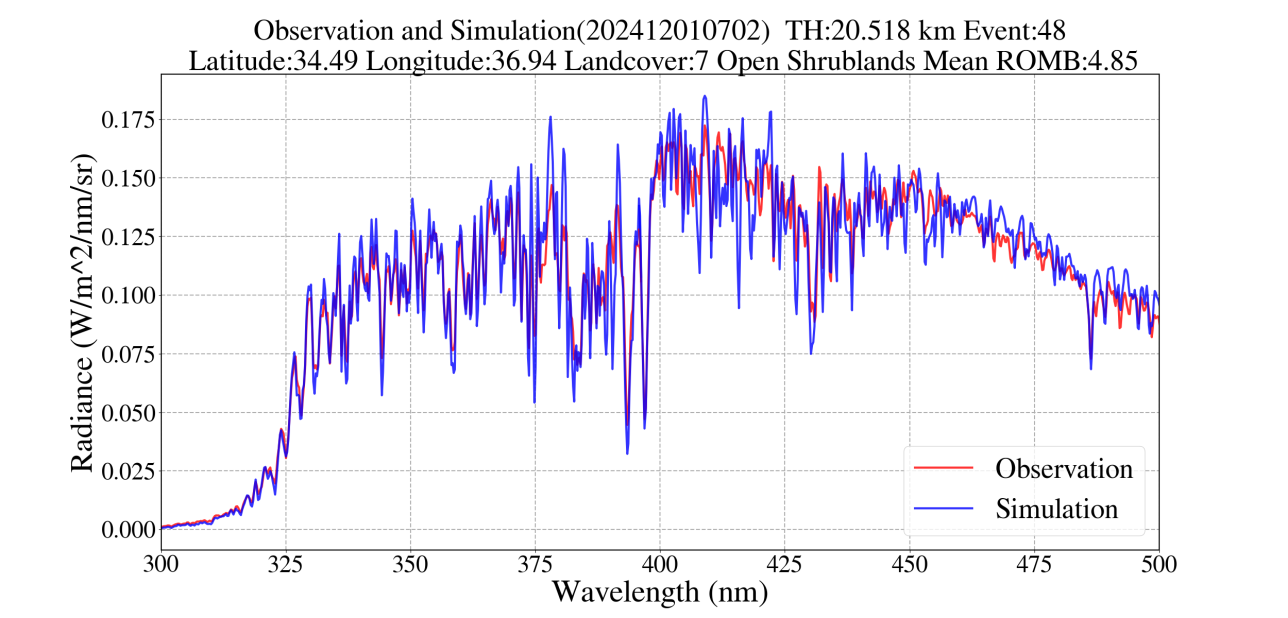 Observation and Simulation(202412010702)  TH:20.518 km Event:48
Latitude:34.49 Longitude:36.94 Landcover:7 Open Shrublands Mean ROMB:4.85
Radiance (W/m^2/nm/sr)
0.175
0.150
0.125
0.100
0.075
0.050
0.025
0.000
Observation
Simulation
300 325 350 375 400 425 450 475 500
Wavelength (nm)